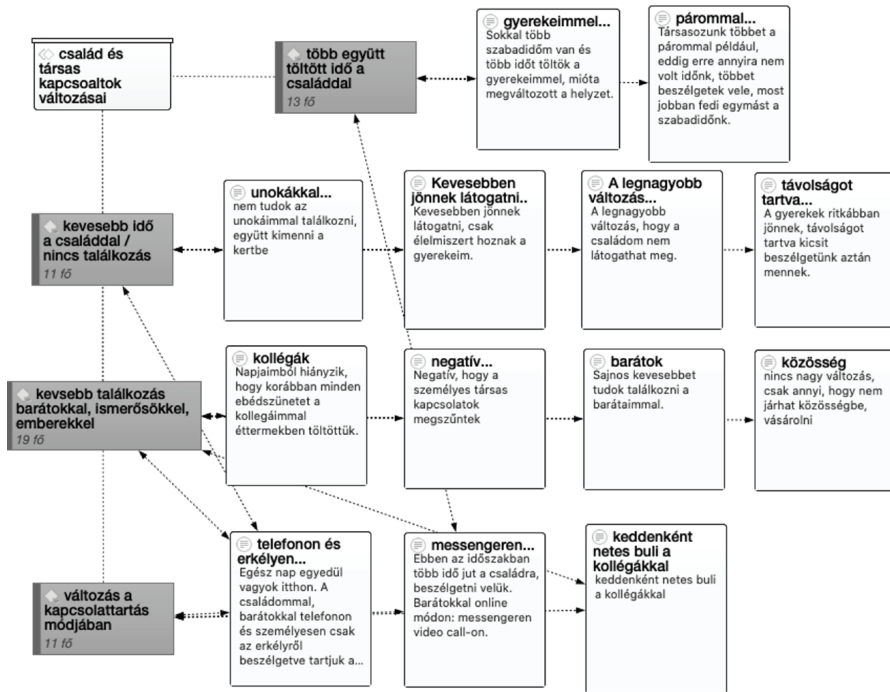 család és
társas
kapcsoaltok
változásai
több együtt
töltött idő a
családdal
13 fő
gyerekeimmel...
Sokkal több
szabadidőm van és
több időt töltök a
gyerekeimmel, mióta
megváltozott a helyzet.
párommal...
Társasozunk többet a
párommal például,
eddig erre annyira nem
volt időnk, többet
beszélgetek vele, most
jobban fedi egymást a
szabadidőnk.
kevesebb idő
a családdal /
nincs találkozás
11 fő
unokákkal...
nem tudok az
unokáimmal találkozni,
együtt kimenni a
kertbe
Kevesebben
jönnek látogatni..
Kevesebben jönnek
látogatni, csak
élelmiszert hoznak a
gyerekeim.
A legnagyobb
változás...
A legnagyobb
változás, hogy a
családom nem
látogathat meg.
távolságot
tartva...
A gyerekek ritkábban
jönnek, távolságot
tartva kicsit
beszélgetünk aztán
mennek.
kevsebb találkozás
barátokkal, ismerősökkel,
emberekkel
19 fő
kollégák
Napjaimból hiányzik,
hogy korábban minden
ebédszünetet a
kollegáimmal
éttermekben töltöttük.
negatív...
Negatív, hogy a
személyes társas
kapcsolatok
megszűntek
barátok
Sajnos kevesebbet
tudok találkozni a
barátaimmal.
közösség
nincs nagy változás,
csak annyi, hogy nem
járhat közösségbe,
vásárolni
változás a
kapcsolattartás
módjában
11 fő
telefonon és
erkélyen...
Egész nap egyedül
vagyok itthon. A
családommal,
barátokkal telefonon
és személyesen csak
az erkélyről
beszélgetve tartjuk a...
messengeren...
Ebben az időszakban
több idő jut a családra,
beszélgetni velük.
Barátokkal online
módon: messengeren
video call-on.
keddenként
netes buli a
kollégákkal
keddenként netes buli
a kollégákkal